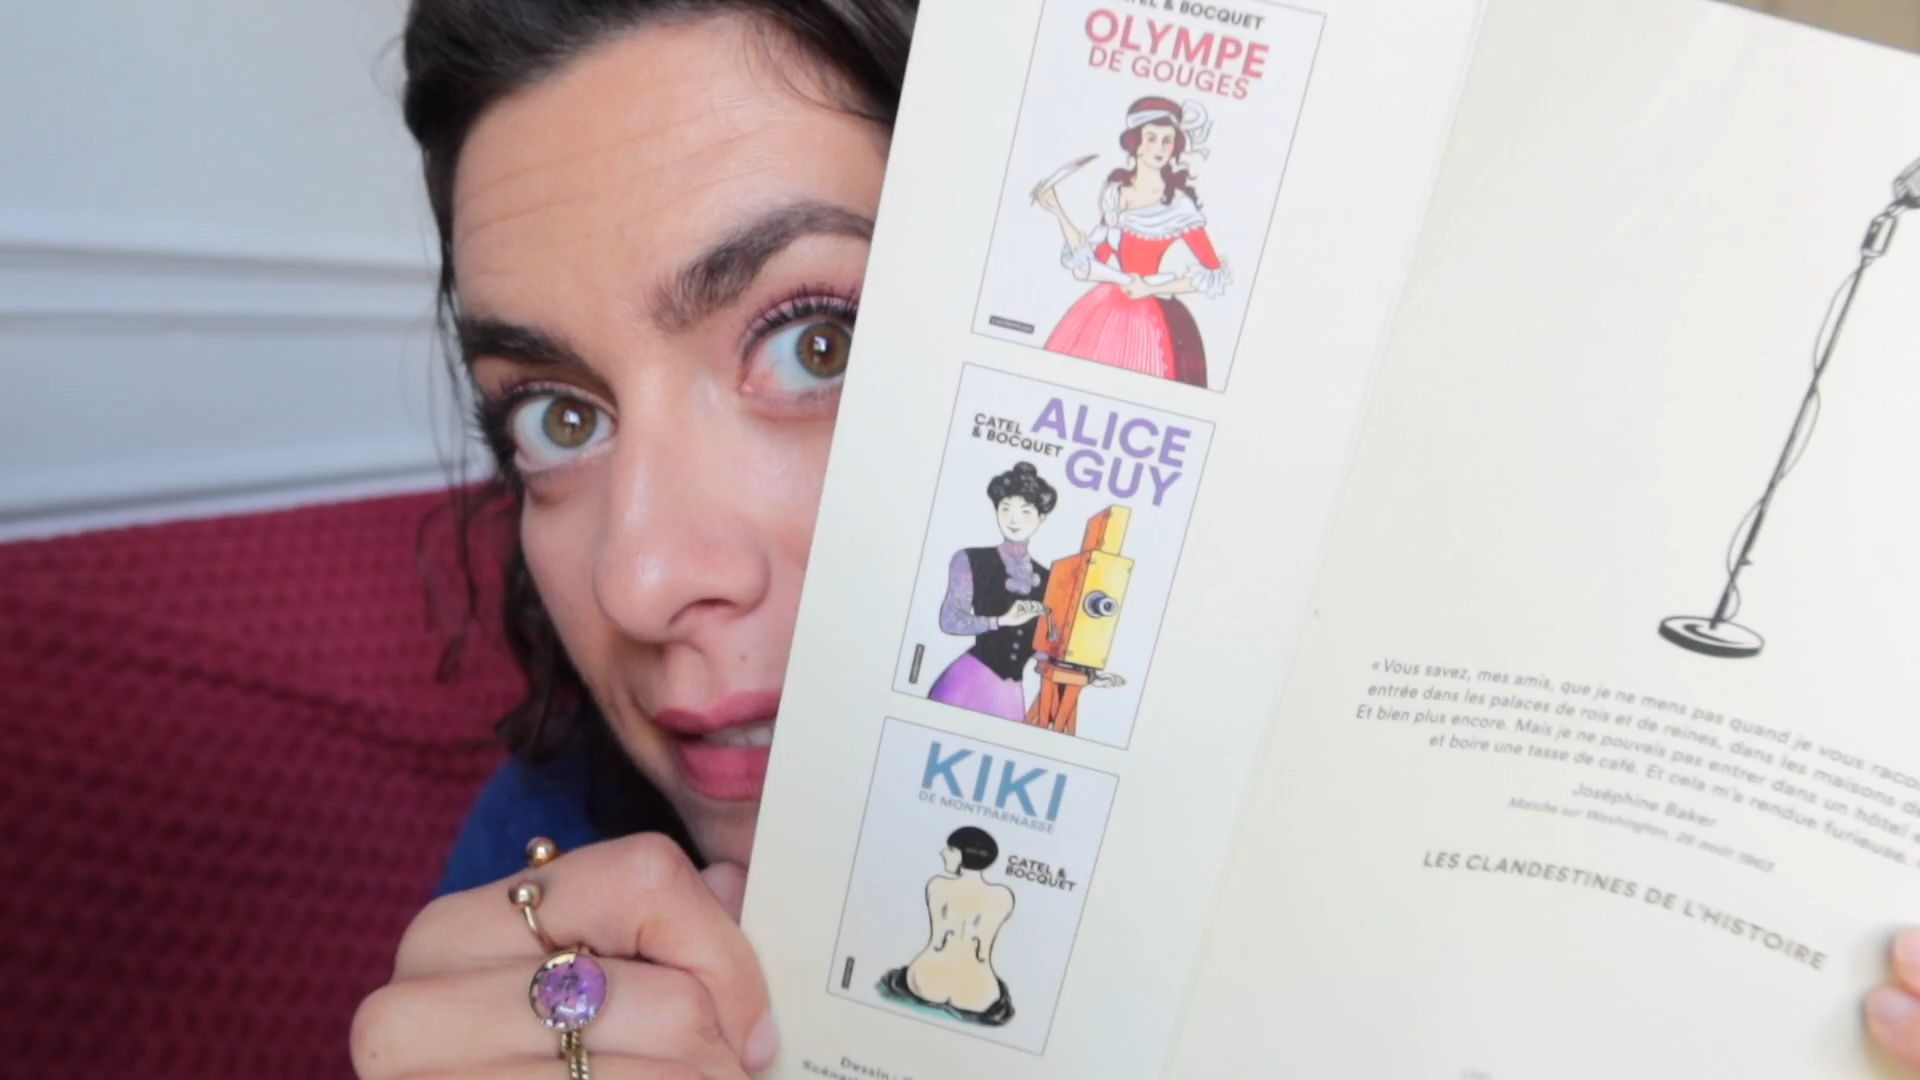 & BOCQUET
OLYMPE
DE GOUGES
CATEL
& BOCQUET
ALICE
GUY
KIKI
DE MONTPARNASSE
CATEL &
BOCQUET
Dessin :
« Vous savez, mes amis, que je ne mens pas quand je vous
entrée dans les palaces de rois et de reines, dans les maisons
Et bien plus encore. Mais je ne pouvais pas entrer dans un hôtel
et boire une tasse de café. Et cela m'a rendue furieuse.
Joséphine Baker
Marche sur Washington, 28 août 1963
LES CLANDESTINES DE L'HISTOIRE